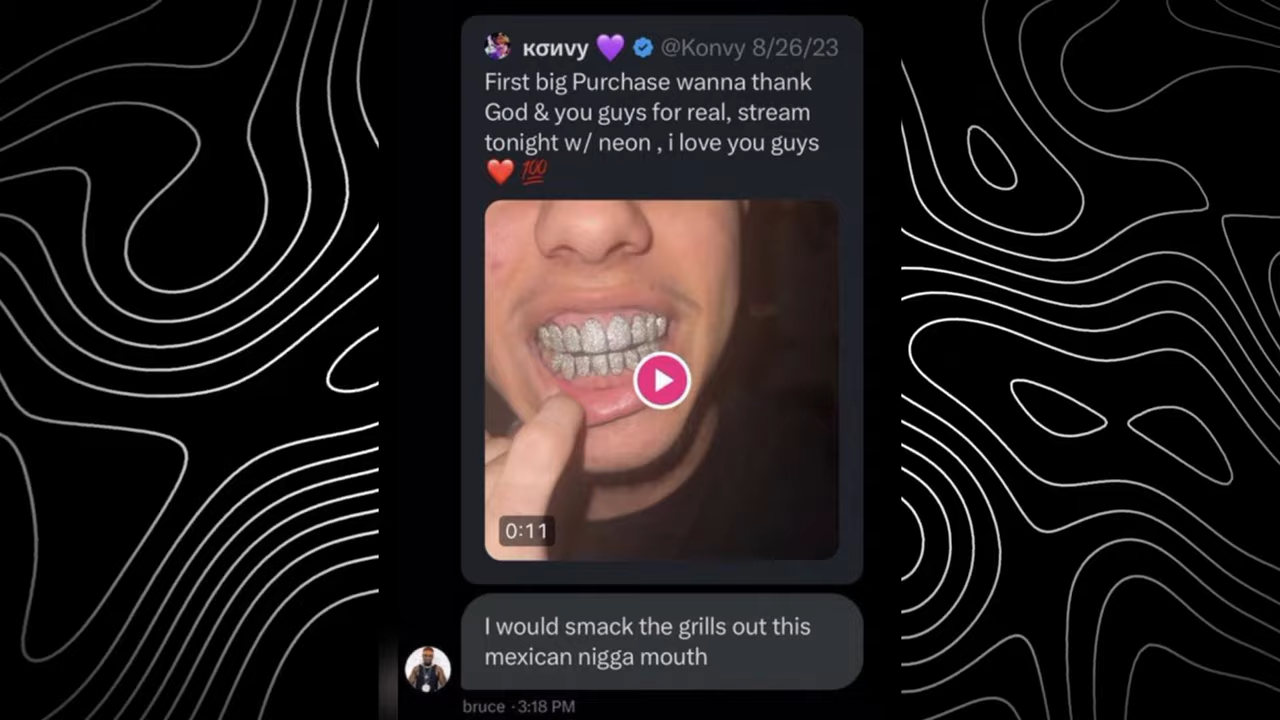 кσиνy 💜 @Konvy 8/26/23
First big Purchase wanna thank
God & you guys for real, stream
tonight w/ neon , i love you guys
❤️ 💯
0:11
I would smack the grills out this
mexican nigga mouth
bruce · 3:18 PM